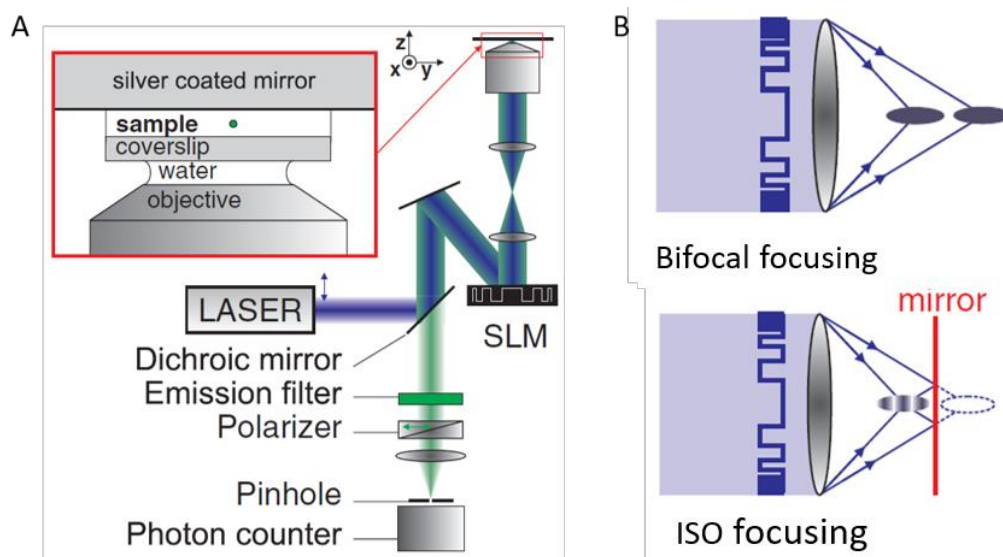 A
silver coated mirror
sample
coverslip
water
objective
z
x
y
LASER
SLM
Dichroic mirror
Emission filter
Polarizer
Pinhole
Photon counter
B
Bifocal focusing
mirror
ISO focusing